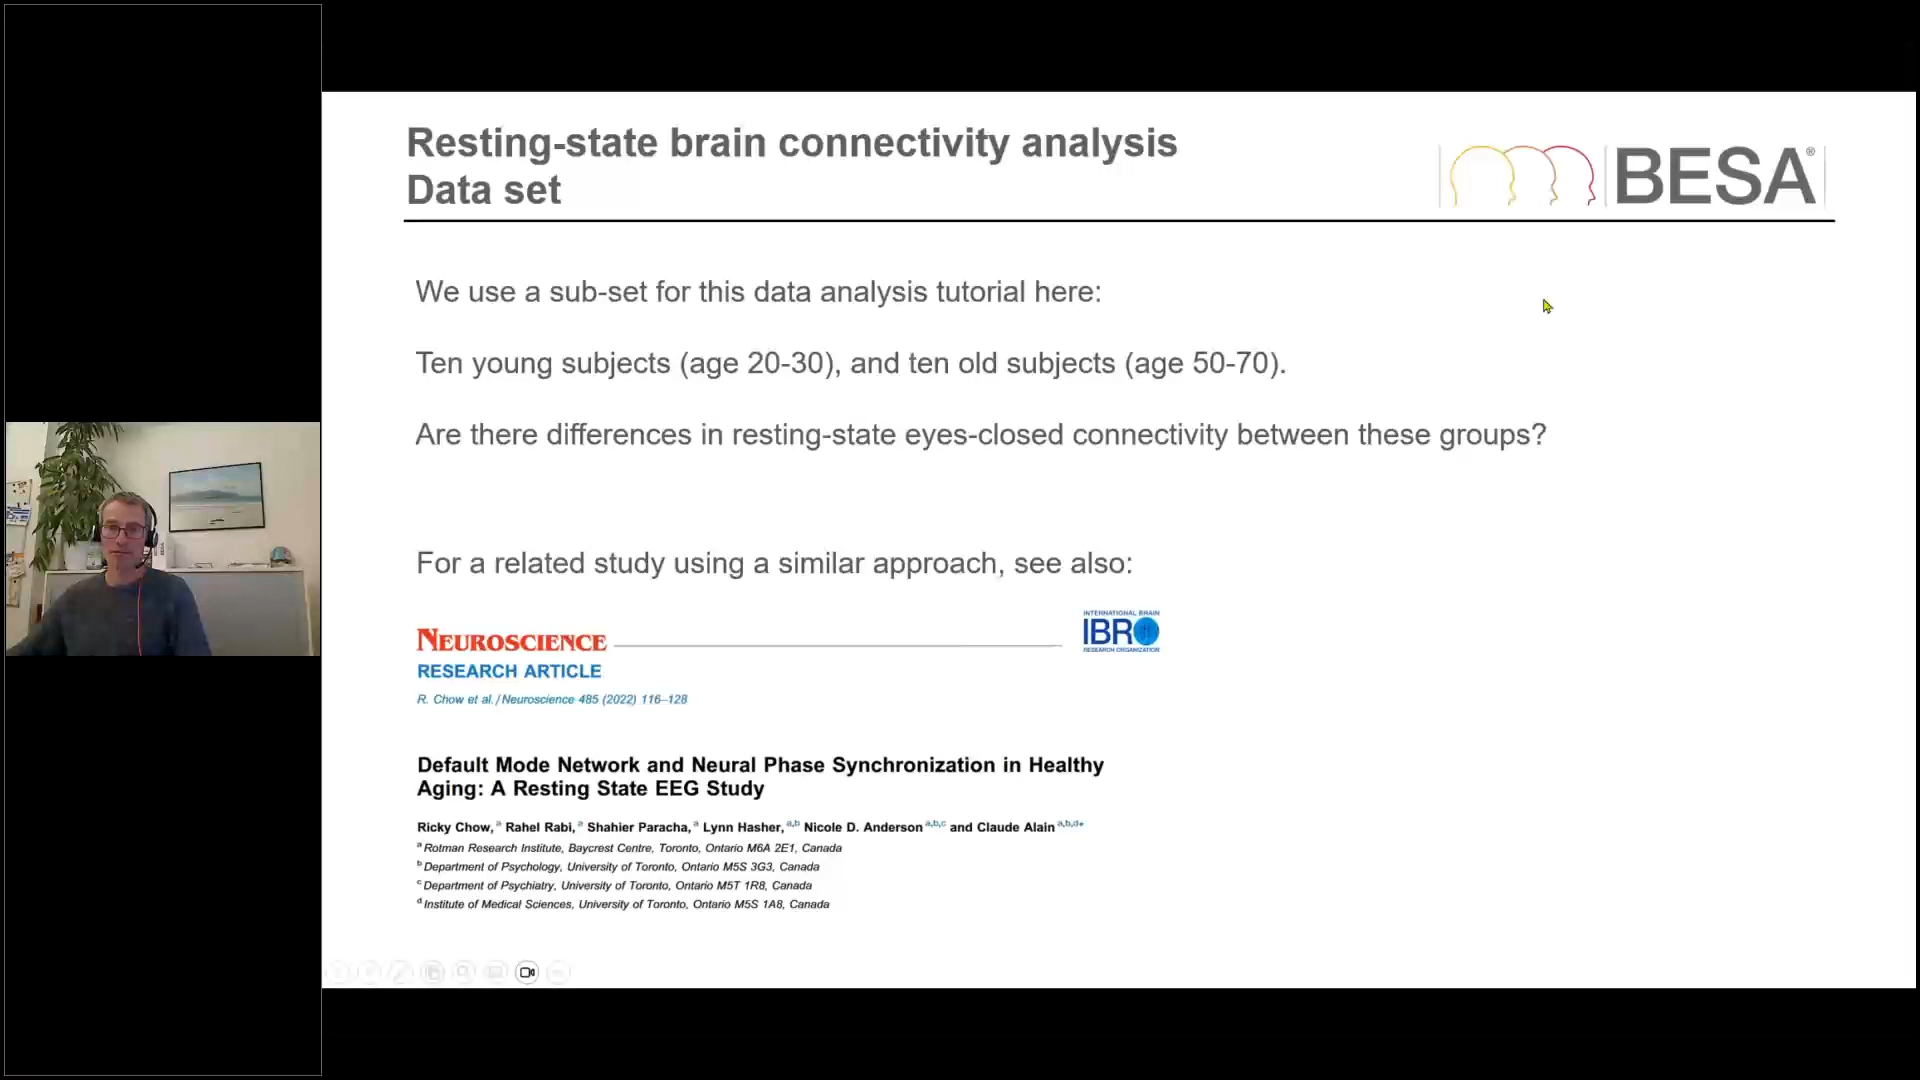 Resting-state brain connectivity analysis
Data set
BESA®
We use a sub-set for this data analysis tutorial here:
Ten young subjects (age 20-30), and ten old subjects (age 50-70).
Are there differences in resting-state eyes-closed connectivity between these groups?
For a related study using a similar approach, see also:
INTERNATIONAL BRAIN
IBRO
RESEARCH ORGANIZATION
NEUROSCIENCE
RESEARCH ARTICLE
R. Chow et al. / Neuroscience 485 (2022) 116–128
Default Mode Network and Neural Phase Synchronization in Healthy
Aging: A Resting State EEG Study
Ricky Chow, a Rahel Rabi, a Shahier Paracha, a Lynn Hasher, a,b Nicole D. Anderson a,b,c and Claude Alain a,b,d*
a Rotman Research Institute, Baycrest Centre, Toronto, Ontario M6A 2E1, Canada
b Department of Psychology, University of Toronto, Ontario M5S 3G3, Canada
c Department of Psychiatry, University of Toronto, Ontario M5T 1R8, Canada
d Institute of Medical Sciences, University of Toronto, Ontario M5S 1A8, Canada